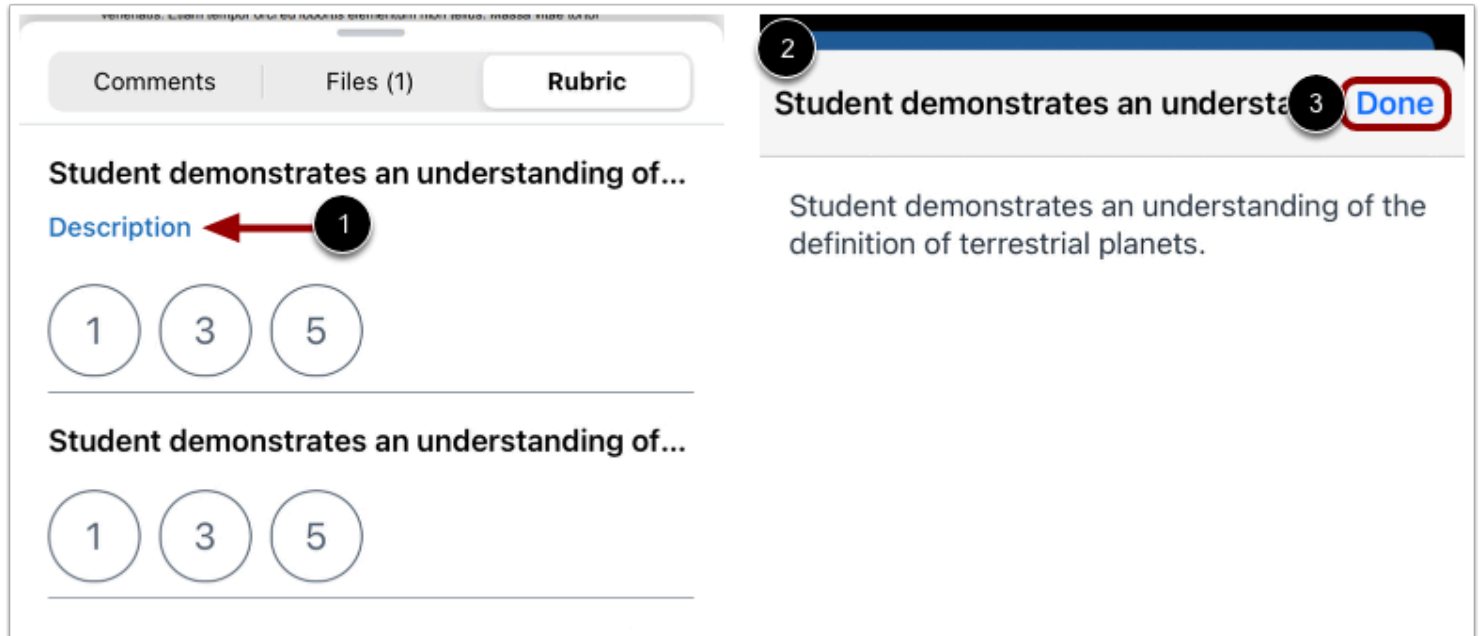 Comments
Files (1)
Rubric
Student demonstrates an understanding of...
Description
1
1
3
5
Student demonstrates an understanding of...
1
3
5
2
Student demonstrates an understa
3
Done
Student demonstrates an understanding of the
definition of terrestrial planets.